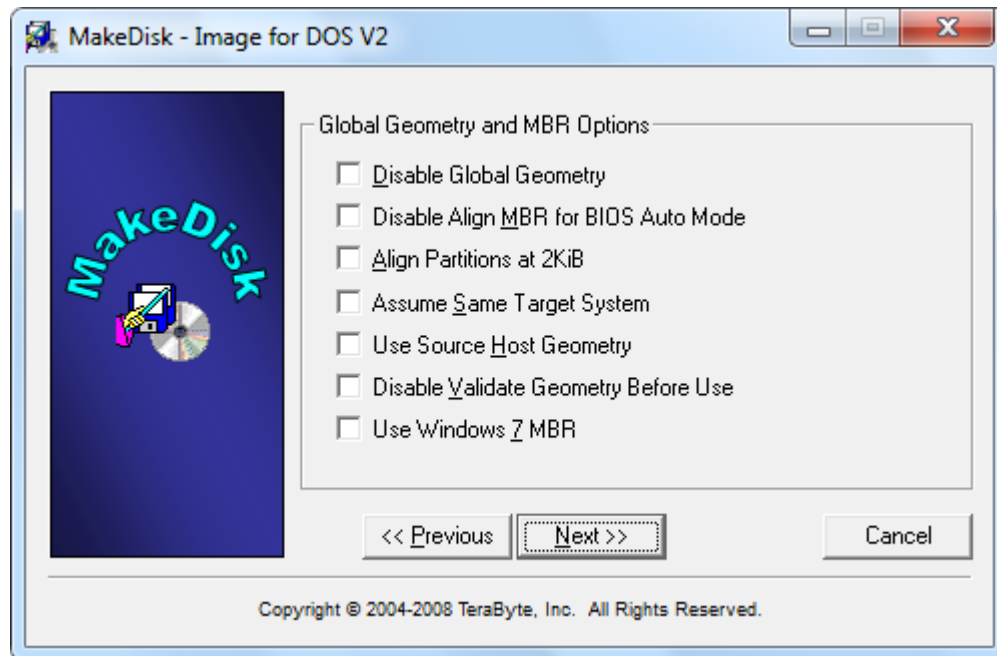 MakeDisk - Image for DOS V2
MakeDisk
Global Geometry and MBR Options
Disable Global Geometry
Disable Align MBR for BIOS Auto Mode
Align Partitions at 2KiB
Assume Same Target System
Use Source Host Geometry
Disable Validate Geometry Before Use
Use Windows 7 MBR
<< Previous Next >> Cancel
Copyright © 2004-2008 TeraByte, Inc. All Rights Reserved.